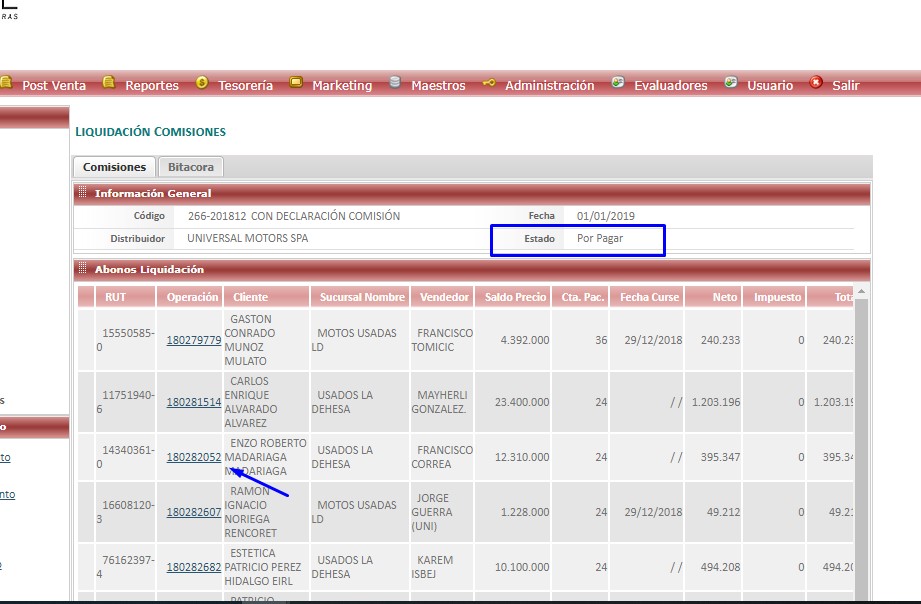 RAS
Post Venta Reportes Tesorería Marketing Maestros Administración Evaluadores Usuario Salir
LIQUIDACIÓN COMISIONES
Comisiones Bitacora
Información General
Código 266-201812 CON DECLARACIÓN COMISIÓN Fecha 01/01/2019
Distribuidor UNIVERSAL MOTORS SPA Estado Por Pagar
Abonos Liquidación
RUT Operación Cliente Sucursal Nombre Vendedor Saldo Precio Cta. Pac. Fecha Curse Neto Impuesto Tota
GASTON
15550585- CONRADO MOTOS USADAS FRANCISCO
0 180279779 MUNOZ LD TOMICIC 4.392.000 36 29/12/2018 240.233 0 240.23
MULATO
CARLOS
11751940- ENRIQUE USADOS LA MAYHERLI
6 180281514 ALVARADO DEHESA GONZALEZ. 23.400.000 24 / / 1.203.196 0 1.203.19
ALVAREZ
14340361- ENZO ROBERTO USADOS LA FRANCISCO
0 180282052 MADARIAGA DEHESA CORREA 12.310.000 24 / / 395.347 0 395.34
MADARIAGA
RAMON
16608120- IGNACIO MOTOS USADAS JORGE
3 180282607 NORIEGA LD GUERRA 1.228.000 24 29/12/2018 49.212 0 49.21
RENCORET (UNI)
76162397- ESTETICA USADOS LA KAREM
4 180282682 PATRICIO PEREZ DEHESA ISBEJ 10.100.000 24 / / 494.208 0 494.20
HIDALGO EIRL
PATRICIO
s
o
to
nto